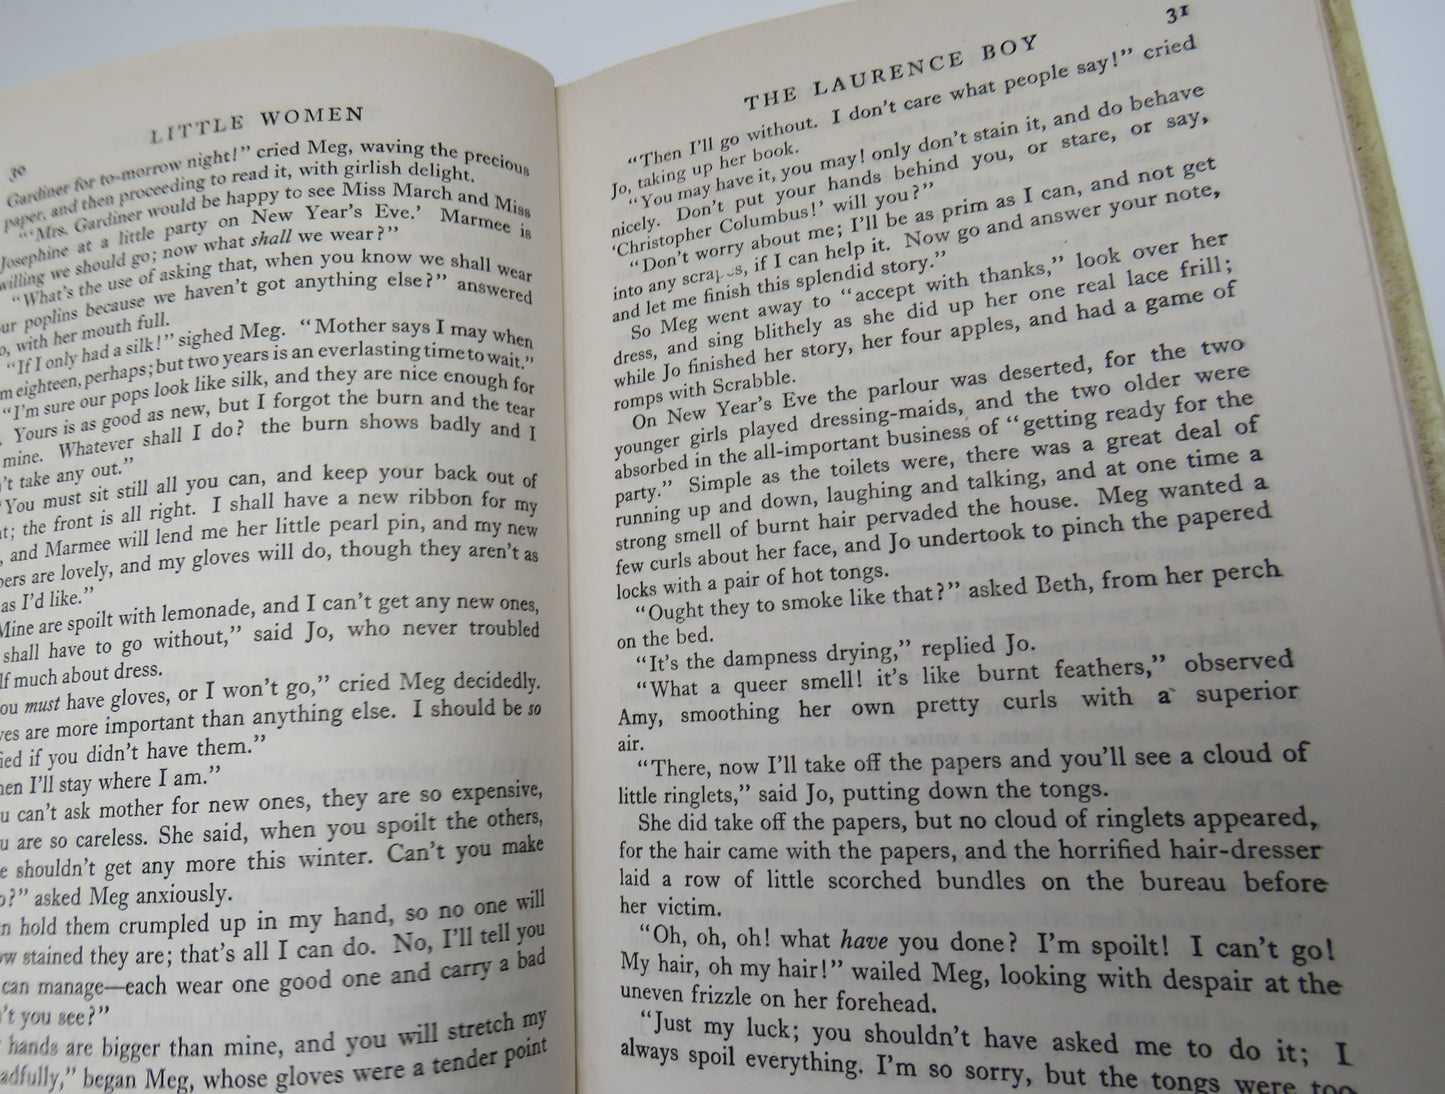 30
LITTLE WOMEN
Gardiner for to-morrow night!” cried Meg, waving the precious
paper, and then proceeding to read it, with girlish delight.
“‘Mrs. Gardiner would be happy to see Miss March and Miss
Josephine at a little party on New Year’s Eve.’ Marmee is
willing we should go; now what shall we wear?”
“What’s the use of asking that, when you know we shall wear
ur poplins because we haven’t got anything else?” answered
o, with her mouth full.
“If I only had a silk!” sighed Meg. “Mother says I may when
m eighteen, perhaps; but two years is an everlasting time to wait.”
“I’m sure our pops look like silk, and they are nice enough for
. Yours is as good as new, but I forgot the burn and the tear
mine. Whatever shall I do? the burn shows badly and I
’t take any out.”
“You must sit still all you can, and keep your back out of
t; the front is all right. I shall have a new ribbon for my
, and Marmee will lend me her little pearl pin, and my new
pers are lovely, and my gloves will do, though they aren’t as
as I’d like.”
Mine are spoilt with lemonade, and I can’t get any new ones,
shall have to go without,” said Jo, who never troubled
lf much about dress.
ou must have gloves, or I won’t go,” cried Meg decidedly.
ves are more important than anything else. I should be so
ied if you didn’t have them.”
hen I’ll stay where I am.”
u can’t ask mother for new ones, they are so expensive,
u are so careless. She said, when you spoilt the others,
e shouldn’t get any more this winter. Can’t you make
o?” asked Meg anxiously.
n hold them crumpled up in my hand, so no one will
ow stained they are; that’s all I can do. No, I’ll tell you
can manage—each wear one good one and carry a bad
’t you see?”
hands are bigger than mine, and you will stretch my
adfully,” began Meg, whose gloves were a tender point
THE LAURENCE BOY
31
“Then I’ll go without. I don’t care what people say!” cried
Jo, taking up her book.
“You may have it, you may! only don’t stain it, and do behave
nicely. Don’t put your hands behind you, or stare, or say,
‘Christopher Columbus!’ will you?”
“Don’t worry about me; I’ll be as prim as I can, and not get
into any scrapes, if I can help it. Now go and answer your note,
and let me finish this splendid story.”
So Meg went away to “accept with thanks,” look over her
dress, and sing blithely as she did up her one real lace frill;
while Jo finished her story, her four apples, and had a game of
romps with Scrabble.
On New Year’s Eve the parlour was deserted, for the two
younger girls played dressing-maids, and the two older were
absorbed in the all-important business of “getting ready for the
party.” Simple as the toilets were, there was a great deal of
running up and down, laughing and talking, and at one time a
strong smell of burnt hair pervaded the house. Meg wanted a
few curls about her face, and Jo undertook to pinch the papered
locks with a pair of hot tongs.
“Ought they to smoke like that?” asked Beth, from her perch
on the bed.
“It’s the dampness drying,” replied Jo.
“What a queer smell! it’s like burnt feathers,” observed
Amy, smoothing her own pretty curls with a superior
air.
“There, now I’ll take off the papers and you’ll see a cloud of
little ringlets,” said Jo, putting down the tongs.
She did take off the papers, but no cloud of ringlets appeared,
for the hair came with the papers, and the horrified hair-dresser
laid a row of little scorched bundles on the bureau before
her victim.
“Oh, oh, oh! what have you done? I’m spoilt! I can’t go!
My hair, oh my hair!” wailed Meg, looking with despair at the
uneven frizzle on her forehead.
“Just my luck; you shouldn’t have asked me to do it; I
always spoil everything. I’m so sorry, but the tongs were too